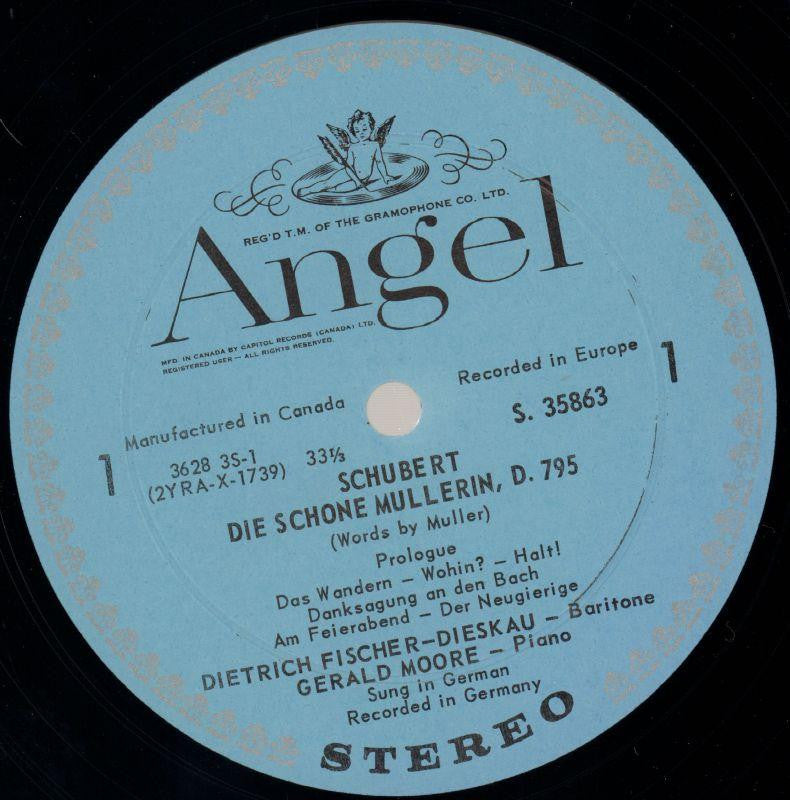 REG'D T.M. OF THE GRAMOPHONE CO. LTD.
Angel
MFD. IN CANADA BY CAPITOL RECORDS (CANADA) LTD.
REGISTERED USER — ALL RIGHTS RESERVED.
Manufactured in Canada
Recorded in Europe
1
1
3628 3S-1
33⅓
S. 35863
(2YRA-X-1739)
SCHUBERT
DIE SCHONE MULLERIN, D. 795
(Words by Muller)
Prologue
Das Wandern — Wohin? — Halt!
Danksagung an den Bach
Am Feierabend — Der Neugierige
DIETRICH FISCHER-DIESKAU — Baritone
GERALD MOORE — Piano
Sung in German
Recorded in Germany
STEREO